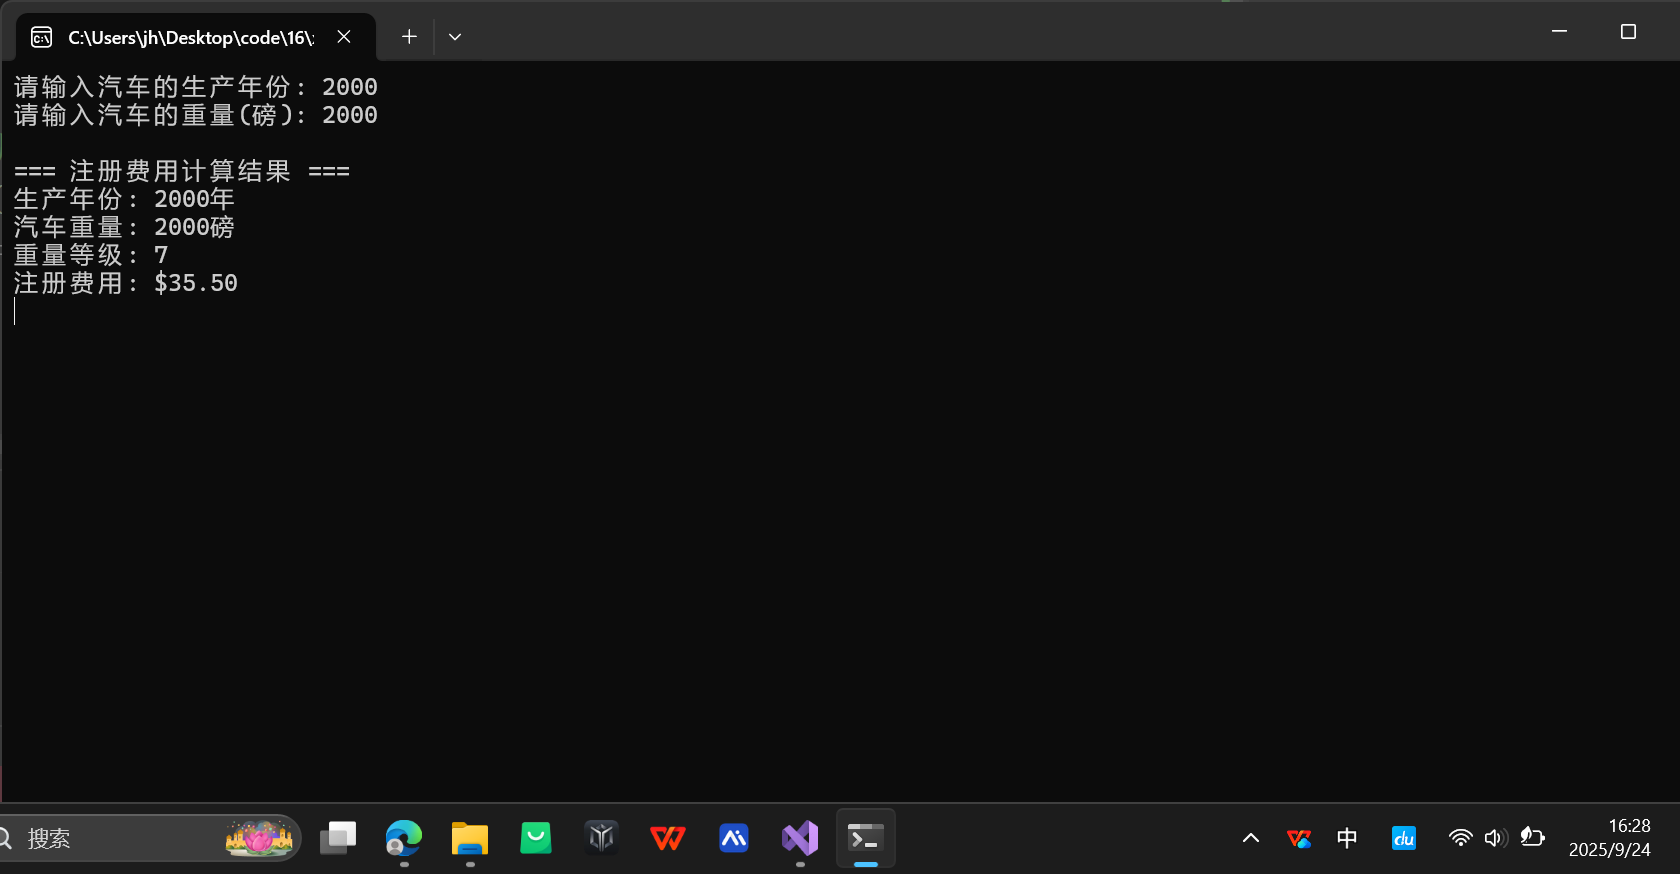 C:\Users\jh\Desktop\code\16\
请输入汽车的生产年份: 2000
请输入汽车的重量(磅): 2000
=== 注册费用计算结果 ===
生产年份: 2000年
汽车重量: 2000磅
重量等级: 7
注册费用: $35.50
搜索
中
du
16:28
2025/9/24